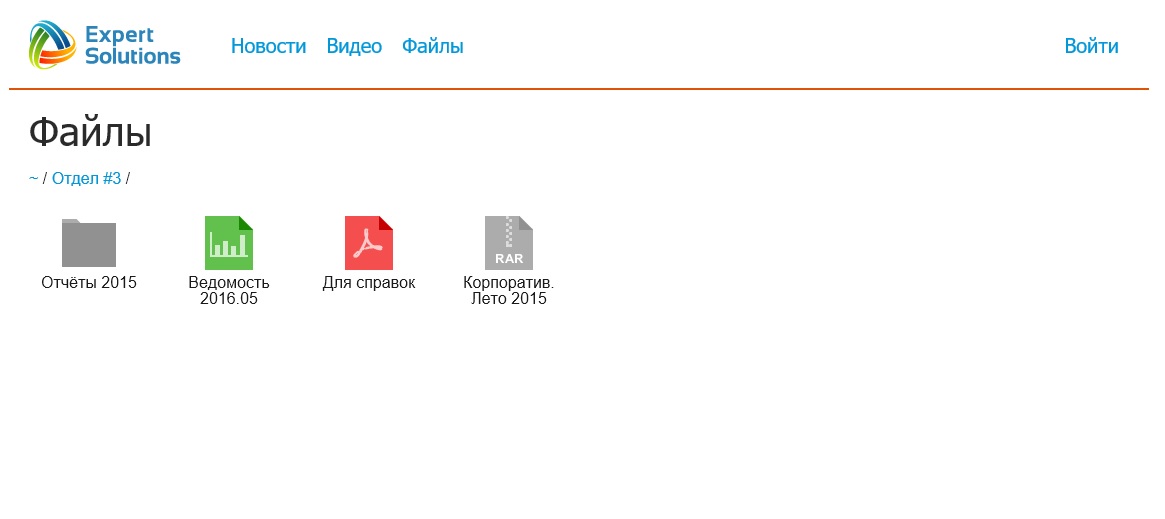 Expert
Solutions
Новости Видео Файлы Войти
Файлы
~ / Отдел #3 /
RAR
Отчёты 2015 Ведомость Для справок Корпоратив.
2016.05 Лето 2015